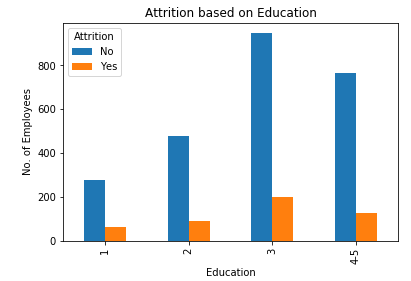 Attrition based on Education
Attrition
No
Yes
No. of Employees
800
600
400
200
0
1
2
3
4-5
Education